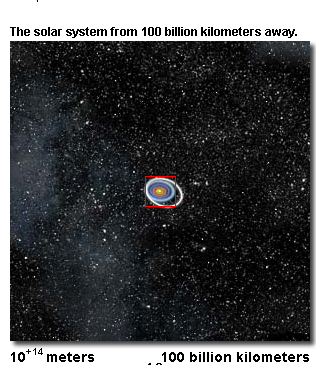 The solar system from 100 billion kilometers away.
10+14 meters 100 billion kilometers